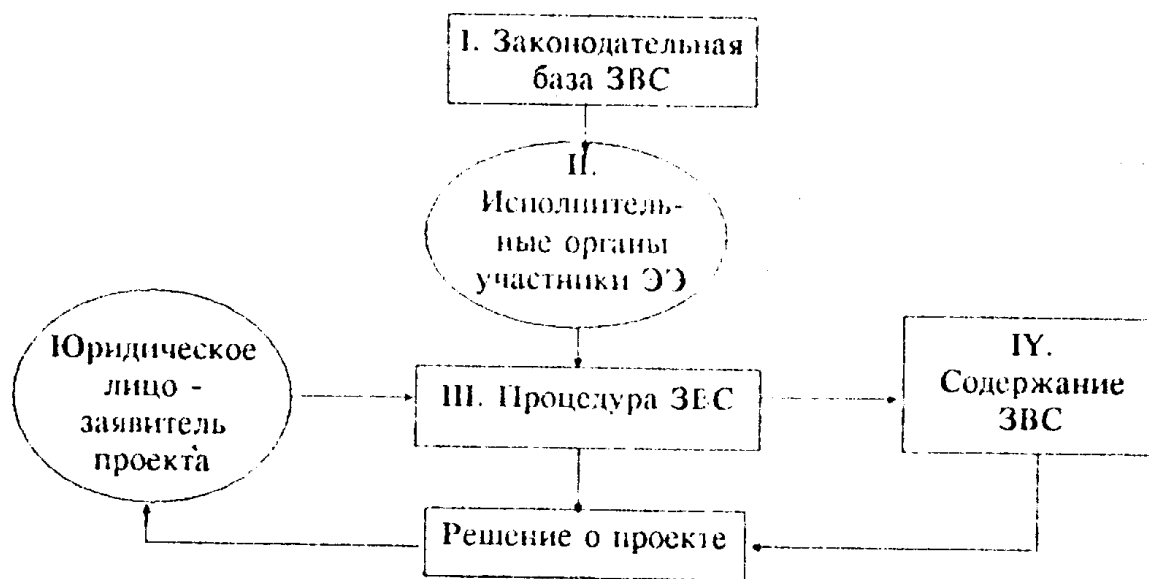 I. Законодательная
база ЗВС
II.
Исполнитель-
ные органы
участники ЭЭ
Юридическое
лицо -
заявитель
проекта
III. Процедура ЗВС
IY.
Содержание
ЗВС
Решение о проекте